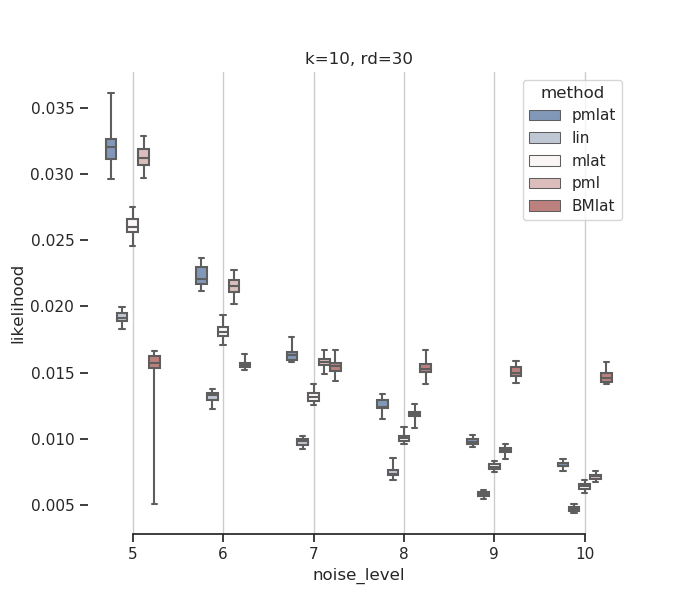 k=10, rd=30
method
pmlat
lin
mlat
pml
BMlat
likelihood
0.035
0.030
0.025
0.020
0.015
0.010
0.005
5 6 7 8 9 10
noise_level